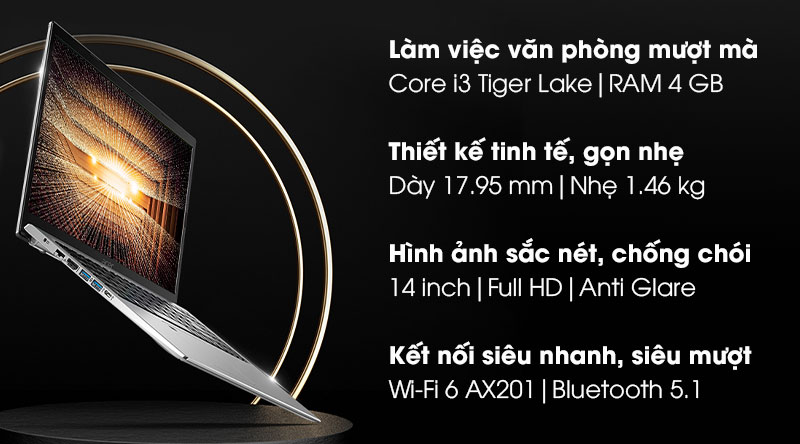 Làm việc văn phòng mượt mà
Core i3 Tiger Lake | RAM 4 GB
Thiết kế tinh tế, gọn nhẹ
Dày 17.95 mm | Nhẹ 1.46 kg
Hình ảnh sắc nét, chống chói
14 inch | Full HD | Anti Glare
Kết nối siêu nhanh, siêu mượt
Wi-Fi 6 AX201 | Bluetooth 5.1